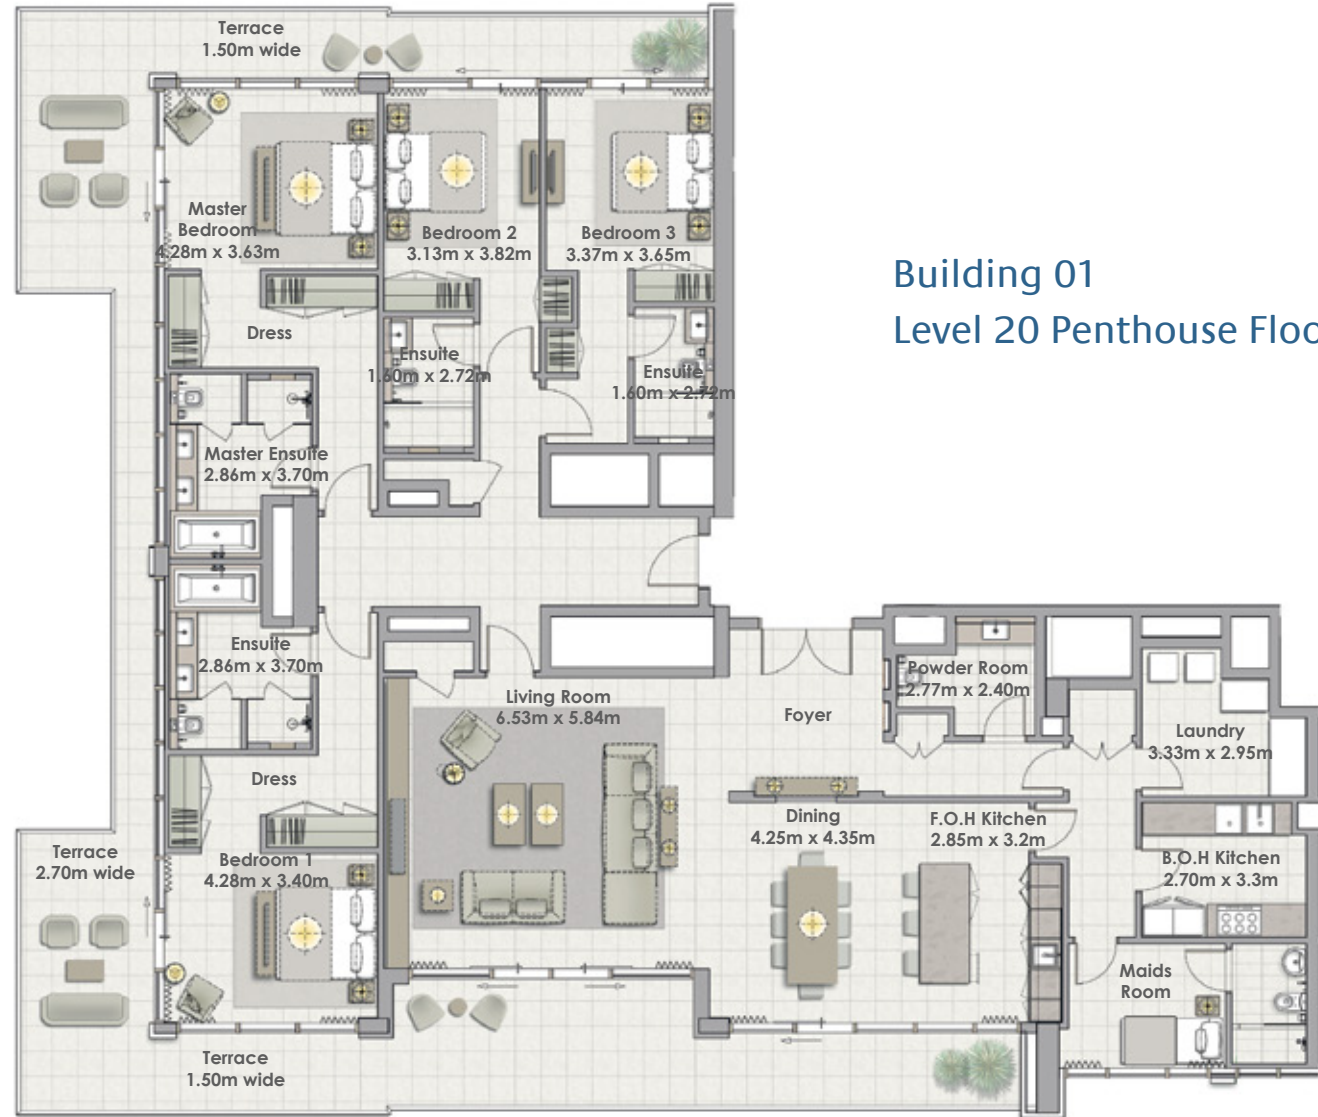 Terrace
1.50m wide
Master
Bedroom
4.28m x 3.63m
Bedroom 2
3.13m x 3.82m
Bedroom 3
3.37m x 3.65m
Building 01
Level 20 Penthouse Floo
Dress
Ensuite
1.60m x 2.72m
Ensuite
1.60m x 2.72m
Master Ensuite
2.86m x 3.70m
Ensuite
2.86m x 3.70m
Living Room
6.53m x 5.84m
Foyer
Powder Room
2.77m x 2.40m
Laundry
3.33m x 2.95m
Dress
Dining
4.25m x 4.35m
F.O.H Kitchen
2.85m x 3.2m
B.O.H Kitchen
2.70m x 3.3m
Terrace
2.70m wide
Bedroom 1
4.28m x 3.40m
Maids
Room
Terrace
1.50m wide